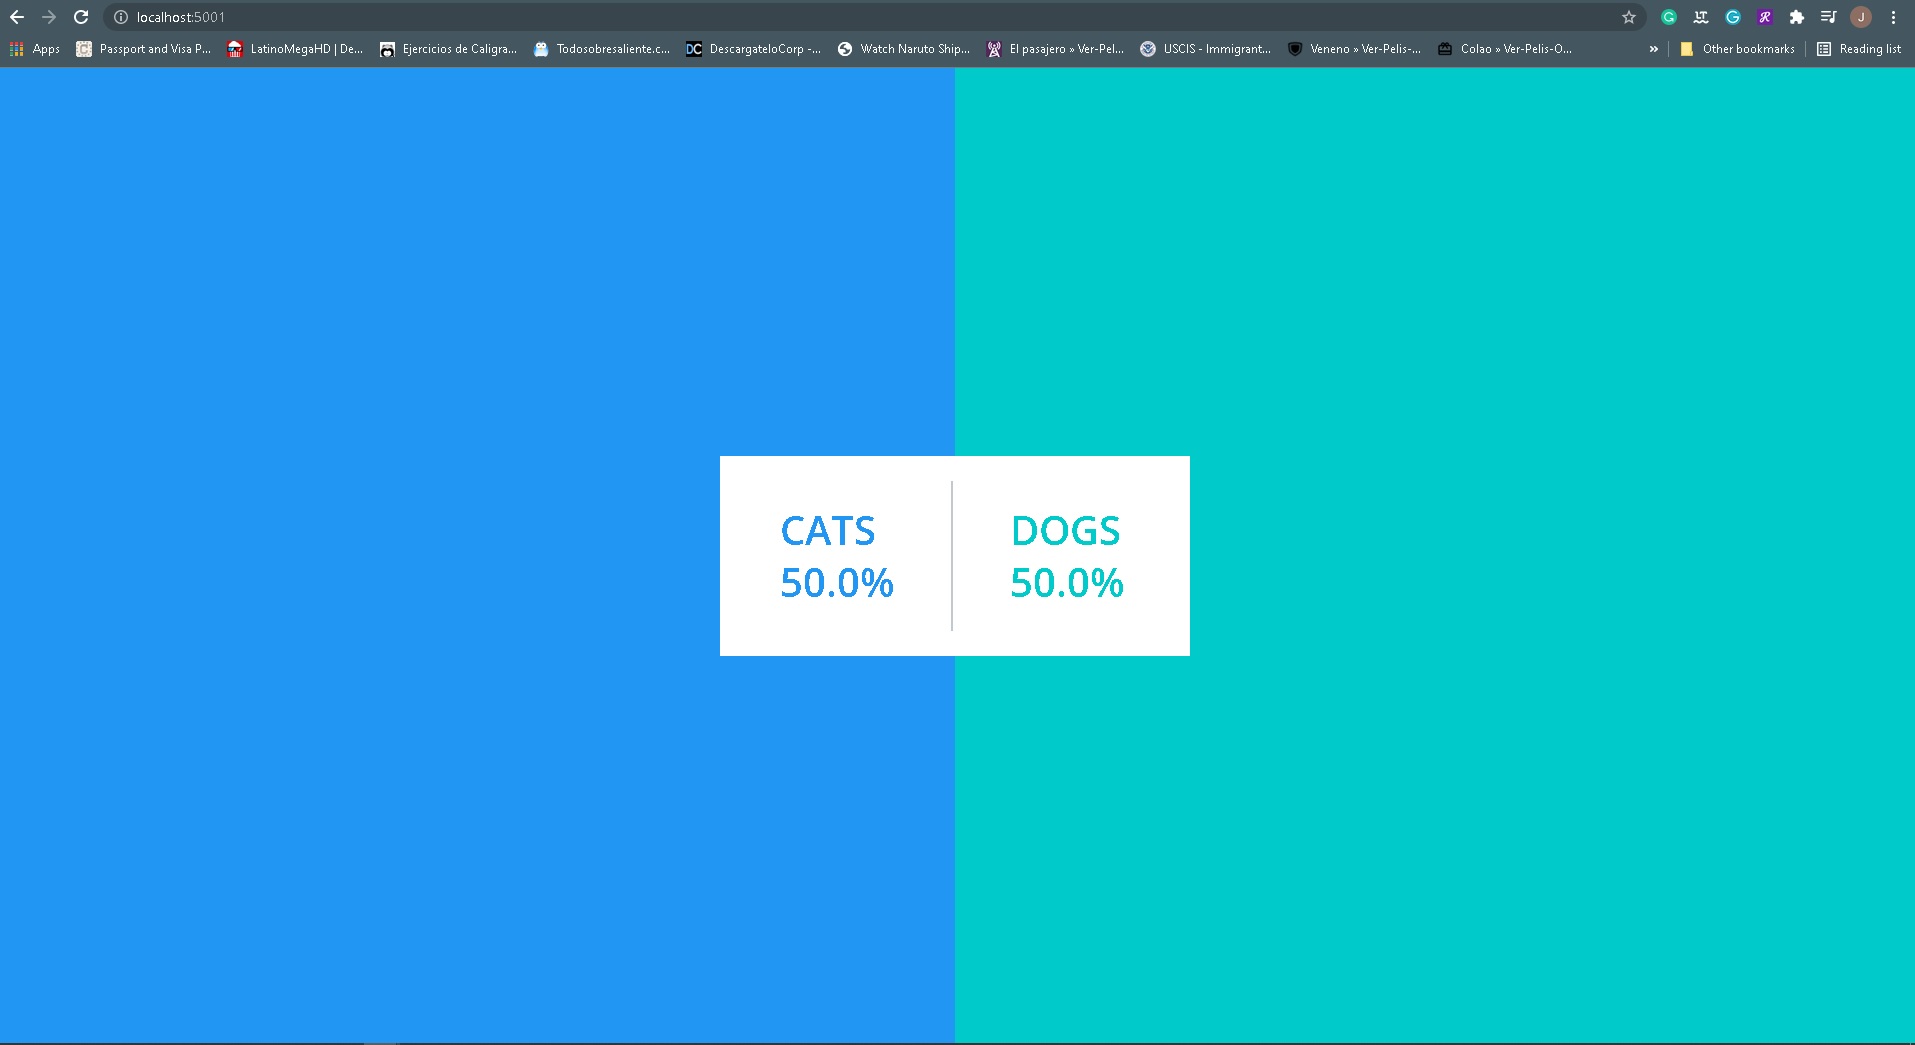 localhost:5001
Apps Passport and Visa P... LatinoMegaHD | De... Ejercicios de Caligra... Todosobresaliente.c... DescargateloCorp -... Watch Naruto Ship... El pasajero » Ver-Pel... USCIS - Immigrant... Veneno » Ver-Pelis-... Colao » Ver-Pelis-O... » Other bookmarks Reading list
CATS
50.0%
DOGS
50.0%